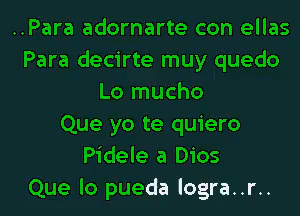 ..Para adornarte con ellas
Para decirte muy quedo
Lo mucho
Que yo te quiero
Pidele a Dios
Que lo pueda logra..r..